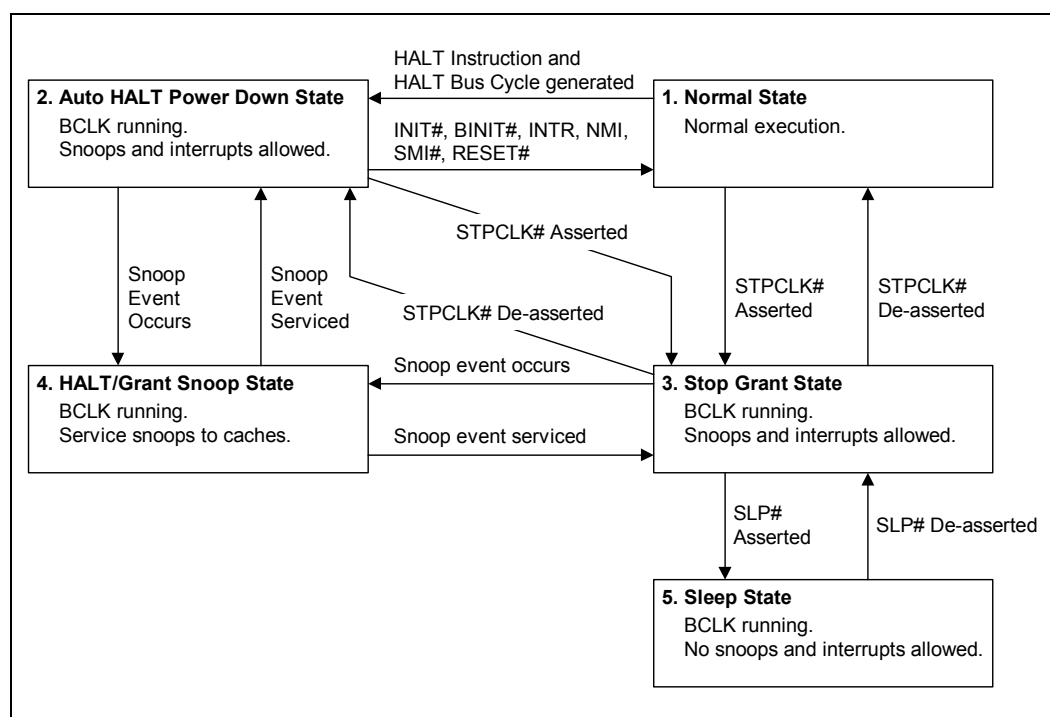 HALT Instruction and
HALT Bus Cycle generated
2. Auto HALT Power Down State
BCLK running.
Snoops and interrupts allowed.
1. Normal State
Normal execution.
INIT#, BINIT#, INTR, NMI,
SMI#, RESET#
STPCLK# Asserted
Snoop
Event
Occurs
Snoop
Event
Serviced
STPCLK# De-asserted
STPCLK#
Asserted
STPCLK#
De-asserted
4. HALT/Grant Snoop State
BCLK running.
Service snoops to caches.
Snoop event occurs
Snoop event serviced
3. Stop Grant State
BCLK running.
Snoops and interrupts allowed.
SLP#
Asserted
SLP# De-asserted
5. Sleep State
BCLK running.
No snoops and interrupts allowed.